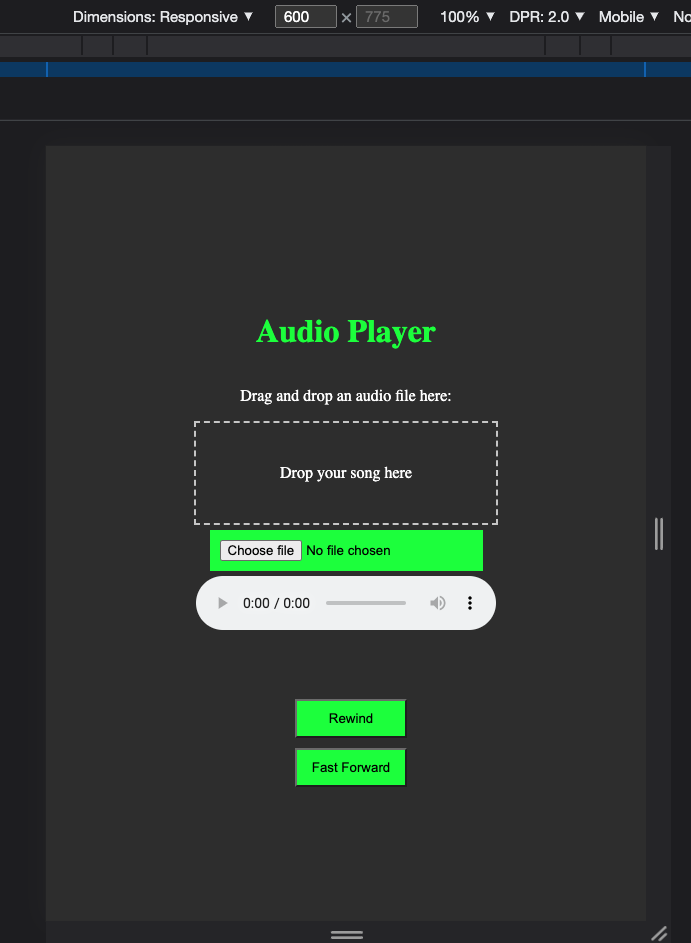 Dimensions: Responsive ▼ 600 × 775 100% ▼ DPR: 2.0 ▼ Mobile ▼ No
Audio Player
Drag and drop an audio file here:
Drop your song here
Choose file No file chosen
0:00 / 0:00
Rewind
Fast Forward